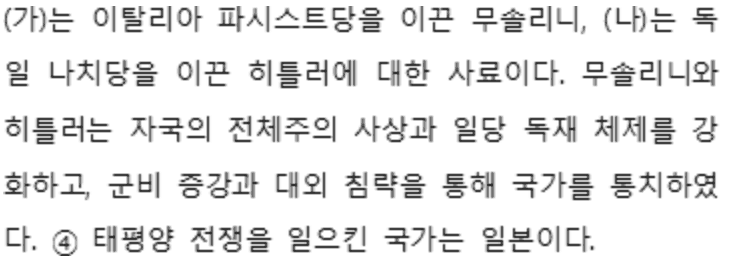 (가)는 이탈리아 파시스트당을 이끈 무솔리니, (나)는 독
일 나치당을 이끈 히틀러에 대한 사료이다. 무솔리니와
히틀러는 자국의 전체주의 사상과 일당 독재 체제를 강
화하고, 군비 증강과 대외 침략을 통해 국가를 통치하였
다. ④ 태평양 전쟁을 일으킨 국가는 일본이다.